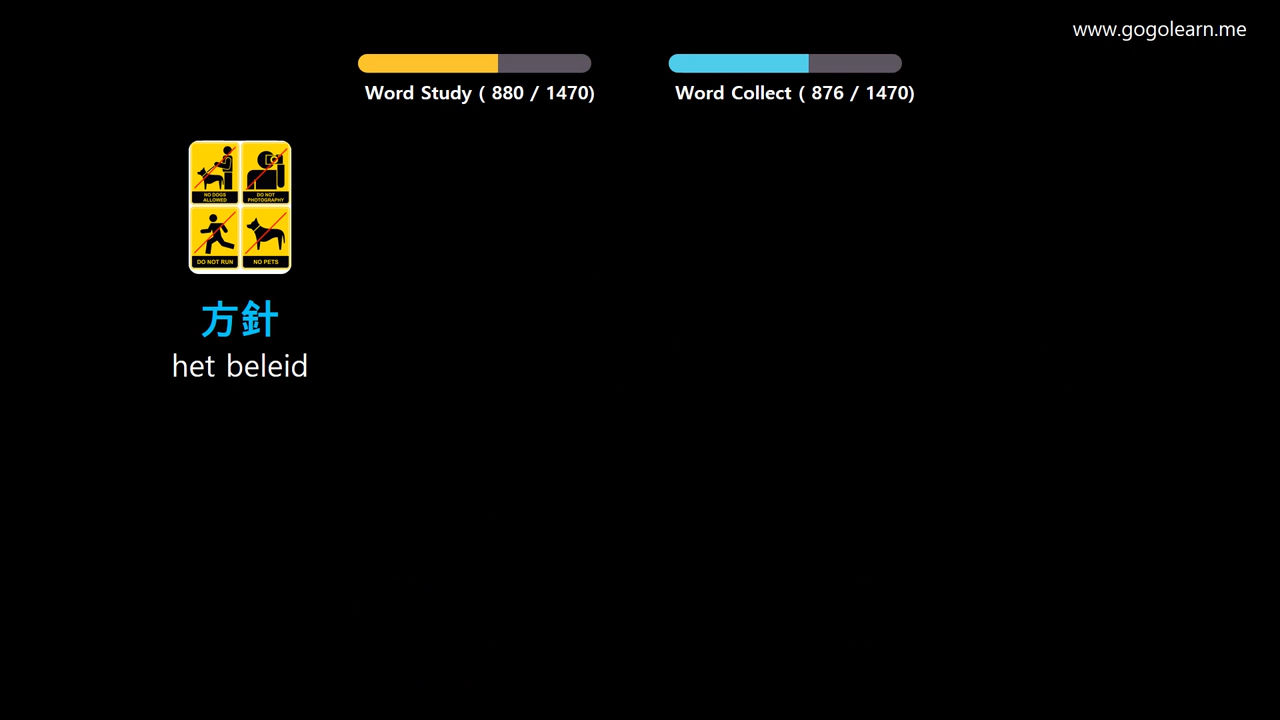 www.gogolearn.me
Word Study ( 880 / 1470)
Word Collect ( 876 / 1470)
NO DOGS
ALLOWED
DO NOT
PHOTOGRAPHY
DO NOT RUN
NO PETS
方針
het beleid